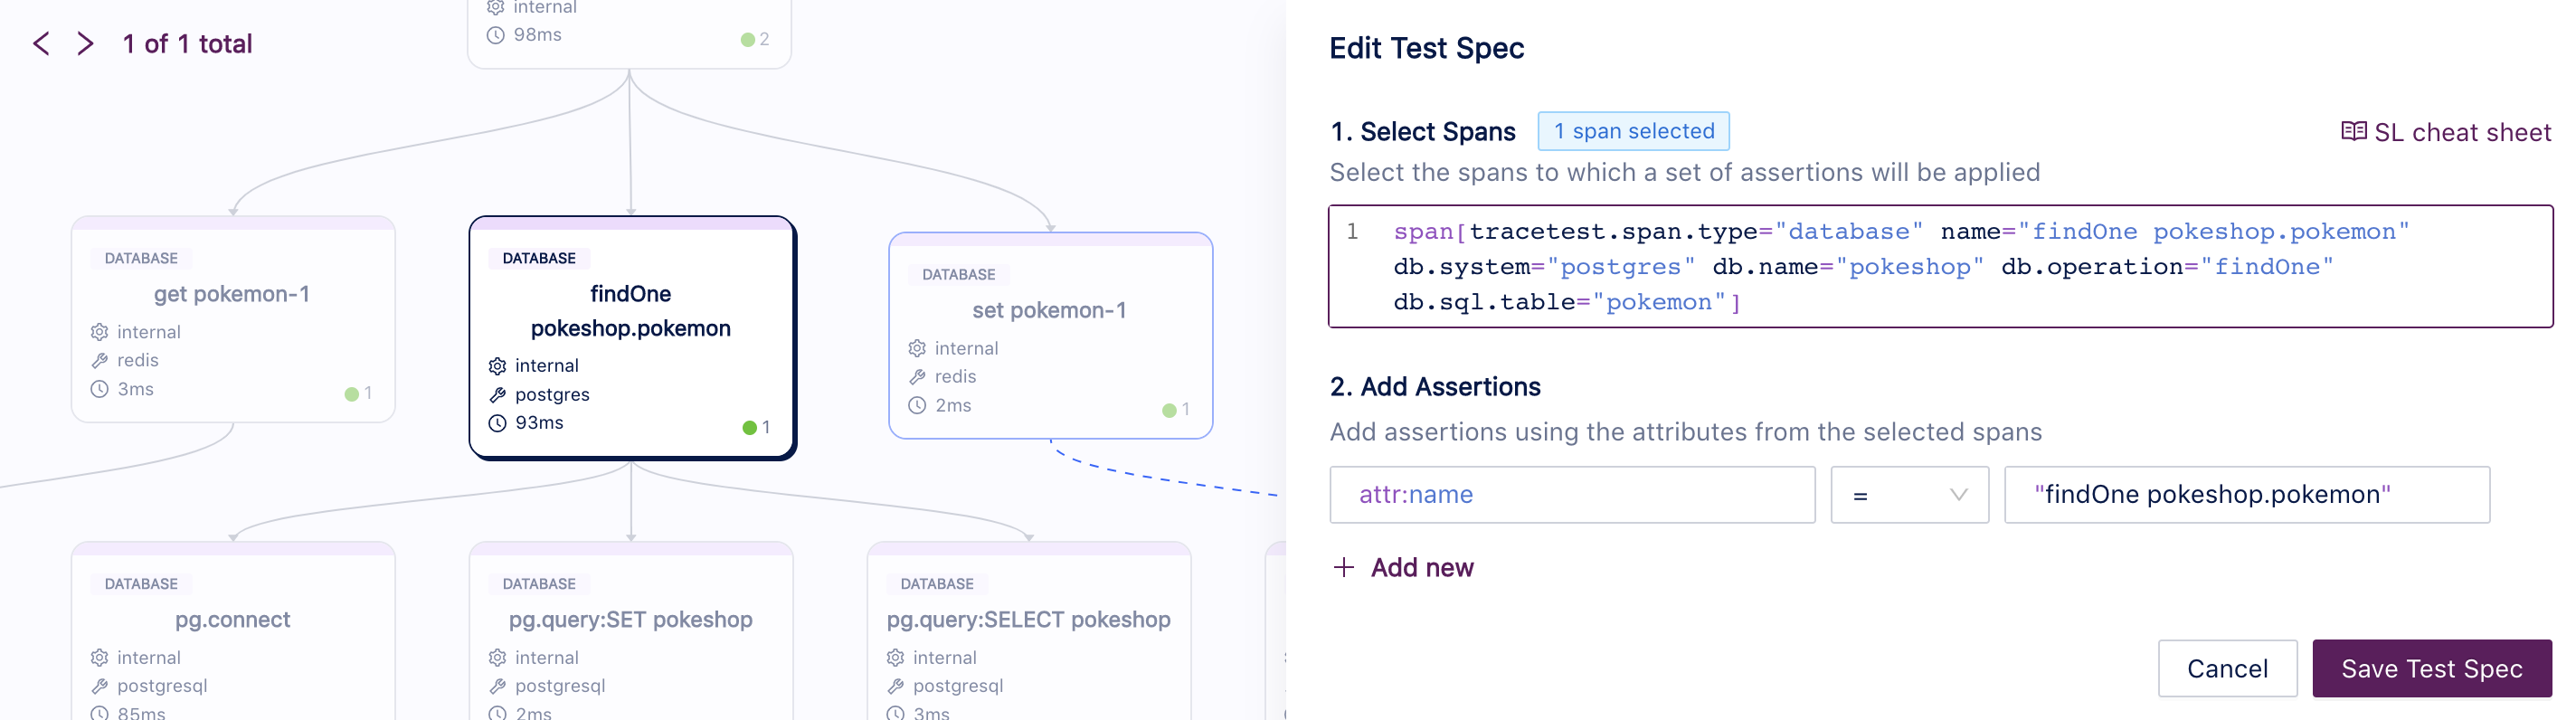 internal
98ms
2
1 of 1 total
DATABASE
get pokemon-1
internal
redis
3ms
1
DATABASE
findOne
pokeshop.pokemon
internal
postgres
93ms
1
DATABASE
set pokemon-1
internal
redis
2ms
1
DATABASE
pg.connect
internal
postgresql
85ms
DATABASE
pg.query:SET pokeshop
internal
postgresql
2ms
DATABASE
pg.query:SELECT pokeshop
internal
postgresql
3ms
Edit Test Spec
1. Select Spans
1 span selected
SL cheat sheet
Select the spans to which a set of assertions will be applied
1
span[tracetest.span.type="database" name="findOne pokeshop.pokemon"
db.system="postgres" db.name="pokeshop" db.operation="findOne"
db.sql.table="pokemon"]
2. Add Assertions
Add assertions using the attributes from the selected spans
attr:name
=
"findOne pokeshop.pokemon"
+ Add new
Cancel
Save Test Spec